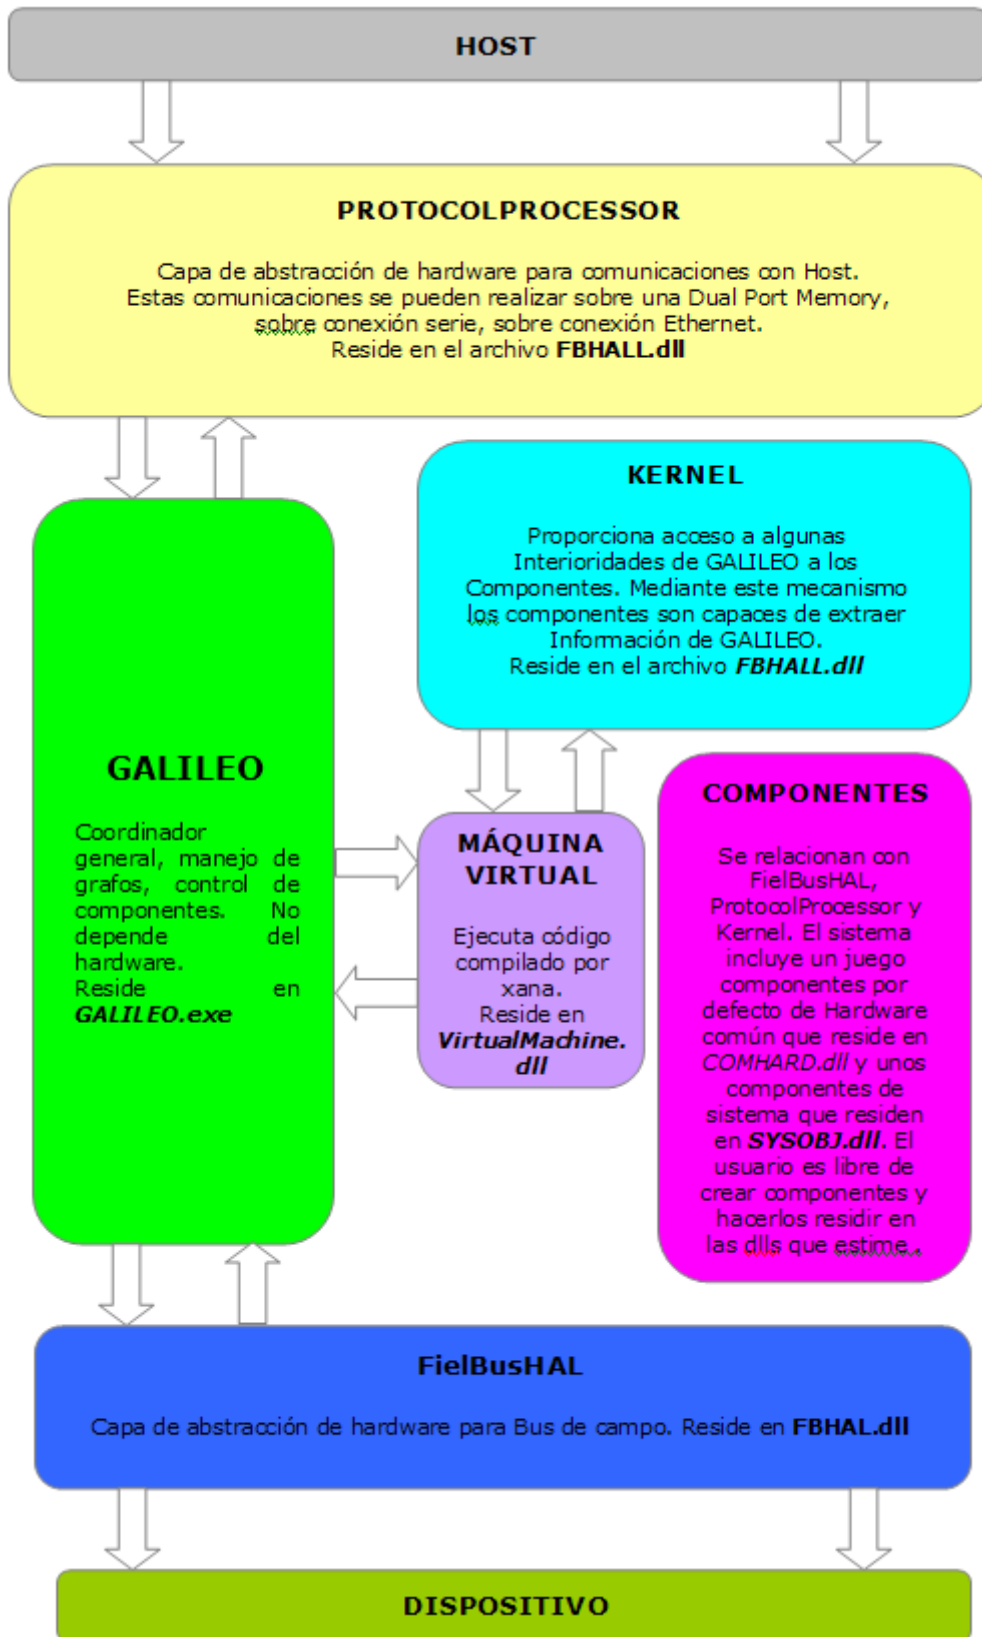 HOST
PROTOCOLPROCESSOR
Capa de abstracción de hardware para comunicaciones con Host.
Estas comunicaciones se pueden realizar sobre una Dual Port Memory,
sobre conexión serie, sobre conexión Ethernet.
Reside en el archivo FBHALL.dll
KERNEL
Proporciona acceso a algunas
Interioridades de GALILEO a los
Componentes. Mediante este mecanismo
los componentes son capaces de extraer
Información de GALILEO.
Reside en el archivo FBHALL.dll
GALILEO
Coordinador
general, manejo de
grafos, control de
componentes. No
depende del
hardware.
Reside en
GALILEO.exe
MÁQUINA
VIRTUAL
Ejecuta código
compilado por
xana.
Reside en
VirtualMachine.
dll
COMPONENTES
Se relacionan con
FielBusHAL,
ProtocolProcessor y
Kernel. El sistema
incluye un juego
componentes por
defecto de Hardware
común que reside en
COMHARD.dll y unos
componentes de
sistema que residen
en SYSOBJ.dll. El
usuario es libre de
crear componentes y
hacerlos residir en
las dlls que estime .
FielBusHAL
Capa de abstracción de hardware para Bus de campo. Reside en FBHAL.dll
DISPOSITIVO